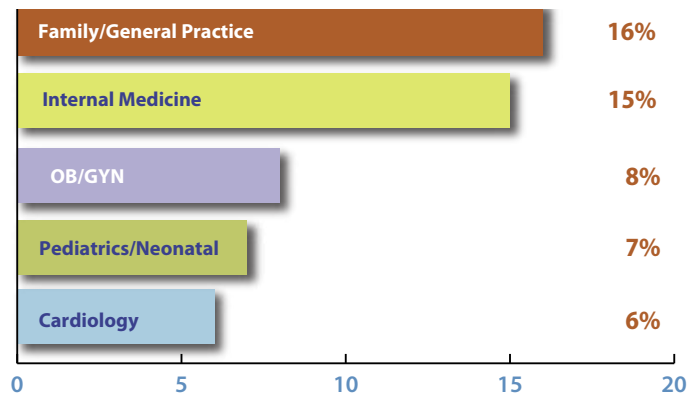 Family/General Practice 16%
Internal Medicine 15%
OB/GYN 8%
Pediatrics/Neonatal 7%
Cardiology 6%
0 5 10 15 20